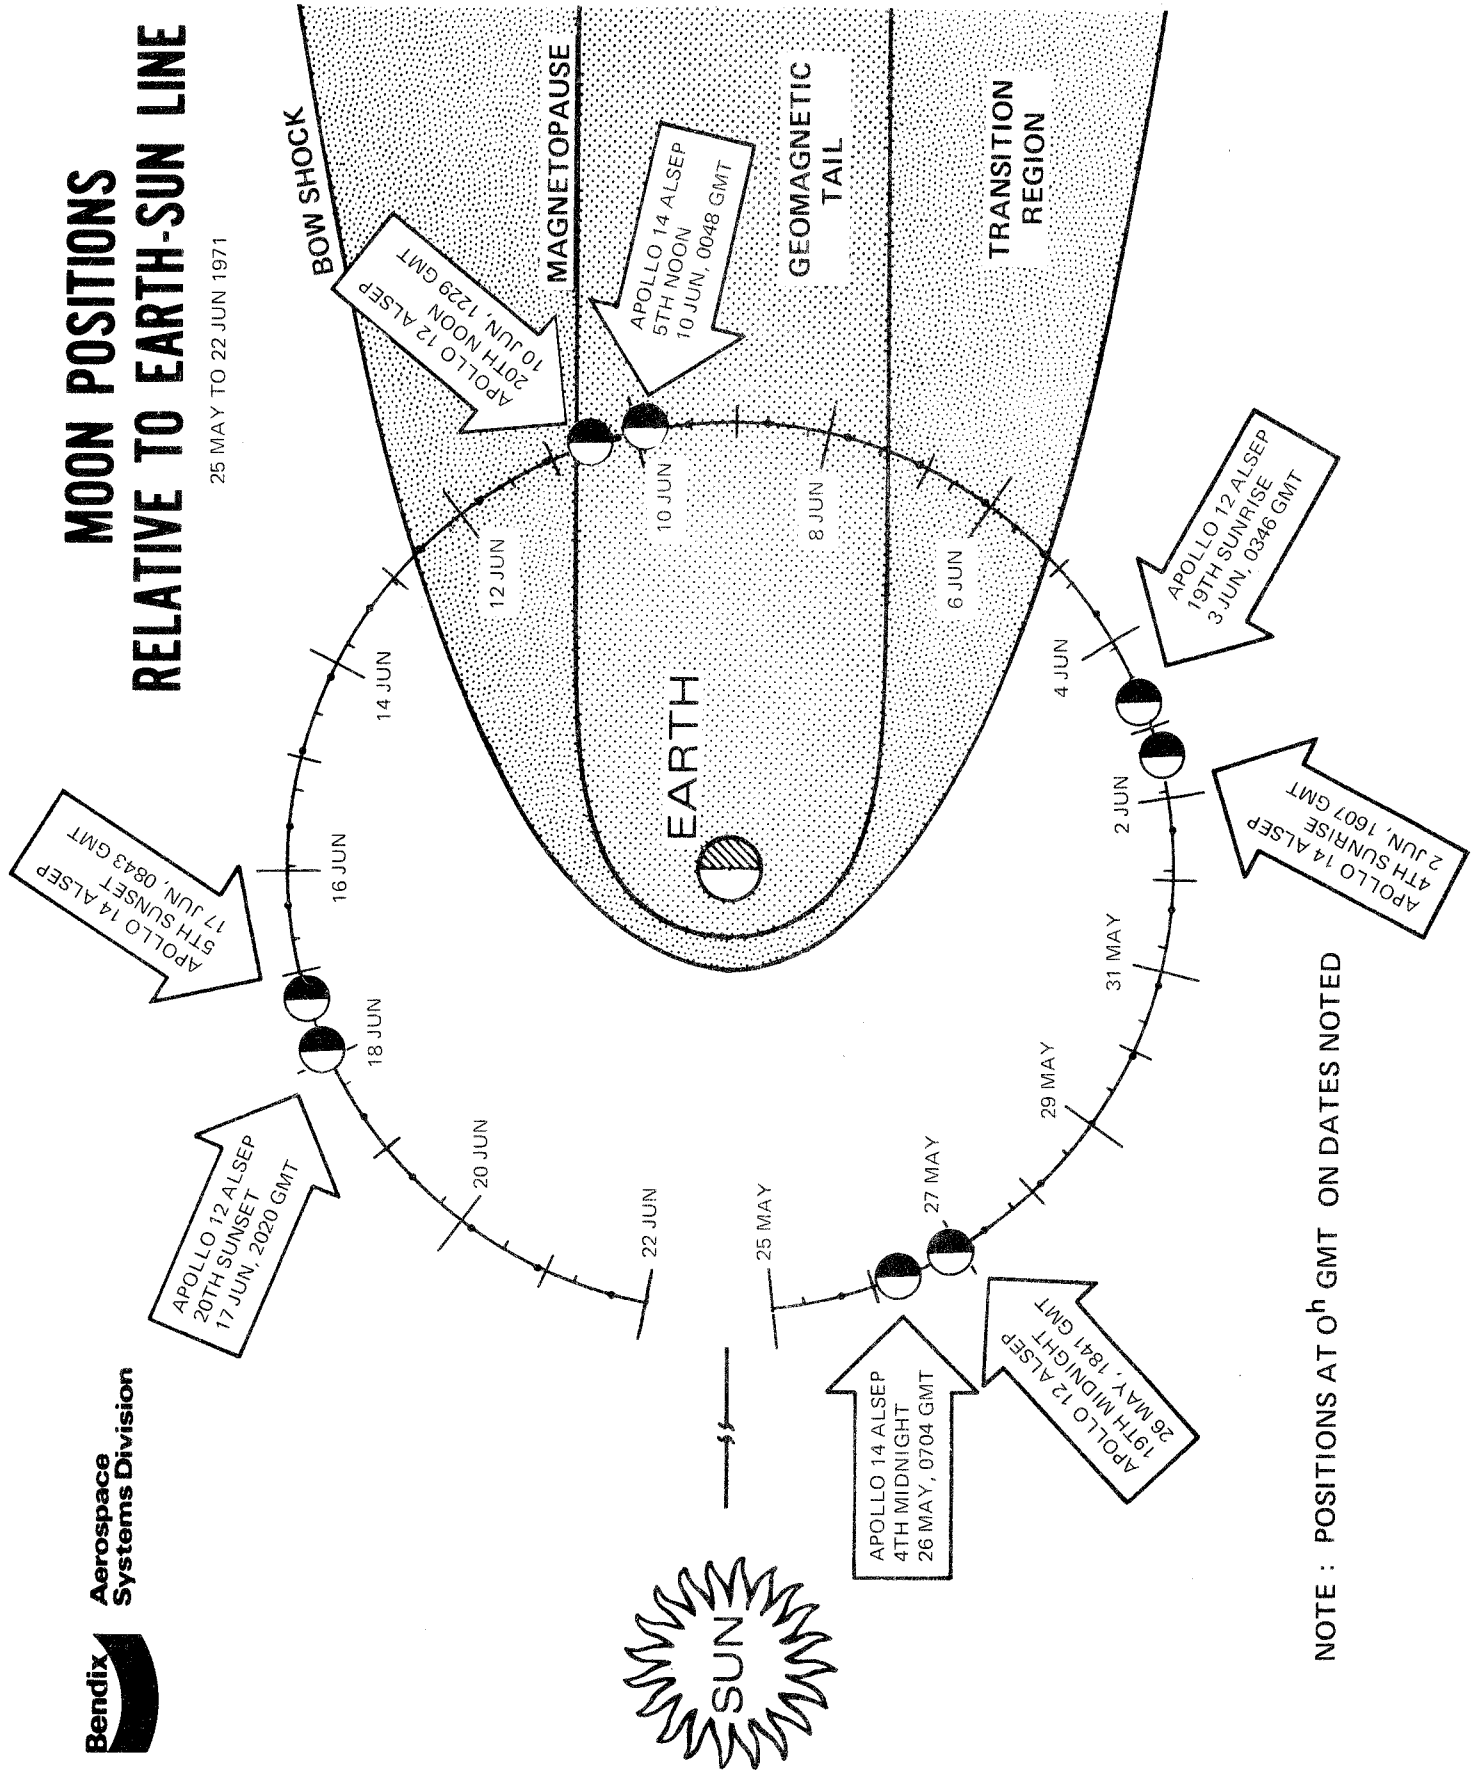 Bendix
Aerospace
Systems Division
MOON POSITIONS
RELATIVE TO EARTH-SUN LINE
25 MAY TO 22 JUN 1971
APOLLO 12 ALSEP
20TH SUNSET
17 JUN, 2020 GMT
APOLLO 14 ALSEP
5TH SUNSET
17 JUN, 0843 GMT
BOW SHOCK
APOLLO 12 ALSEP
20TH NOON
10 JUN, 1229 GMT
MAGNETOPAUSE
APOLLO 14 ALSEP
5TH NOON
10 JUN, 0048 GMT
GEOMAGNETIC
TAIL
TRANSITION
REGION
22 JUN
20 JUN
18 JUN
16 JUN
14 JUN
12 JUN
10 JUN
8 JUN
6 JUN
4 JUN
2 JUN
31 MAY
29 MAY
27 MAY
25 MAY
EARTH
SUN
APOLLO 14 ALSEP
4TH MIDNIGHT
26 MAY, 0704 GMT
APOLLO 12 ALSEP
19TH MIDNIGHT
26 MAY, 1841 GMT
APOLLO 14 ALSEP
4TH SUNRISE
2 JUN, 1607 GMT
APOLLO 12 ALSEP
19TH SUNRISE
3 JUN, 0346 GMT
NOTE : POSITIONS AT 0h GMT ON DATES NOTED